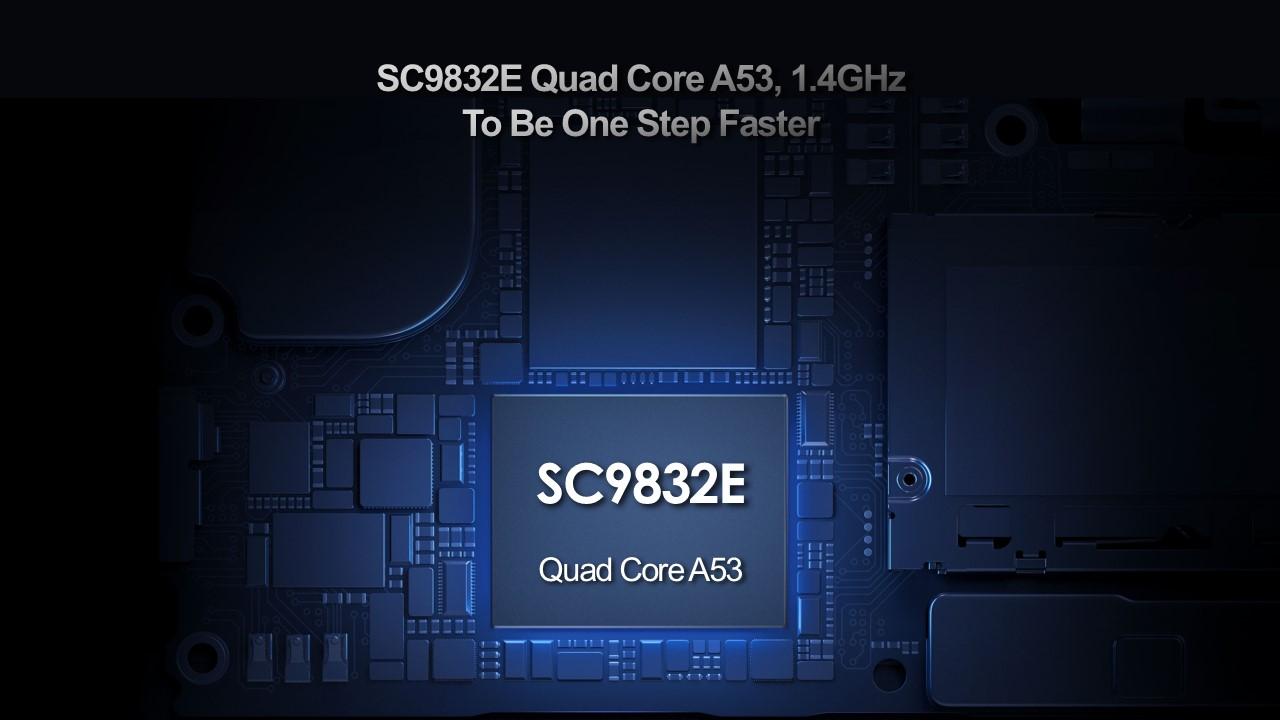 SC9832E Quad Core A53, 1.4GHz
To Be One Step Faster
SC9832E
Quad Core A53